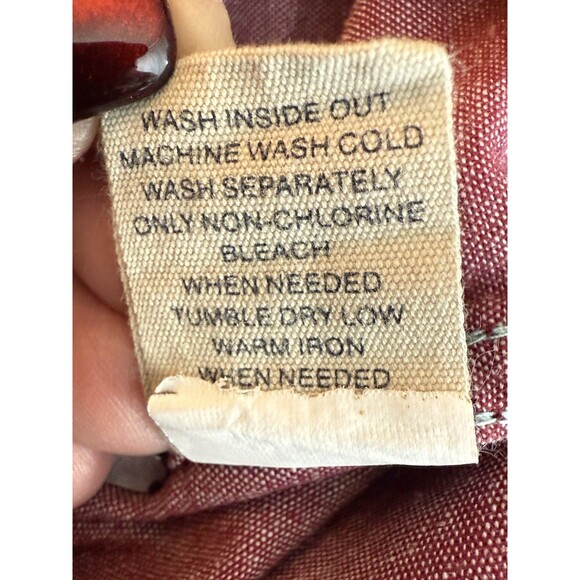 WASH INSIDE OUT
MACHINE WASH COLD
WASH SEPARATELY
ONLY NON-CHLORINE
BLEACH
WHEN NEEDED
TUMBLE DRY LOW
WARM IRON
WHEN NEEDED